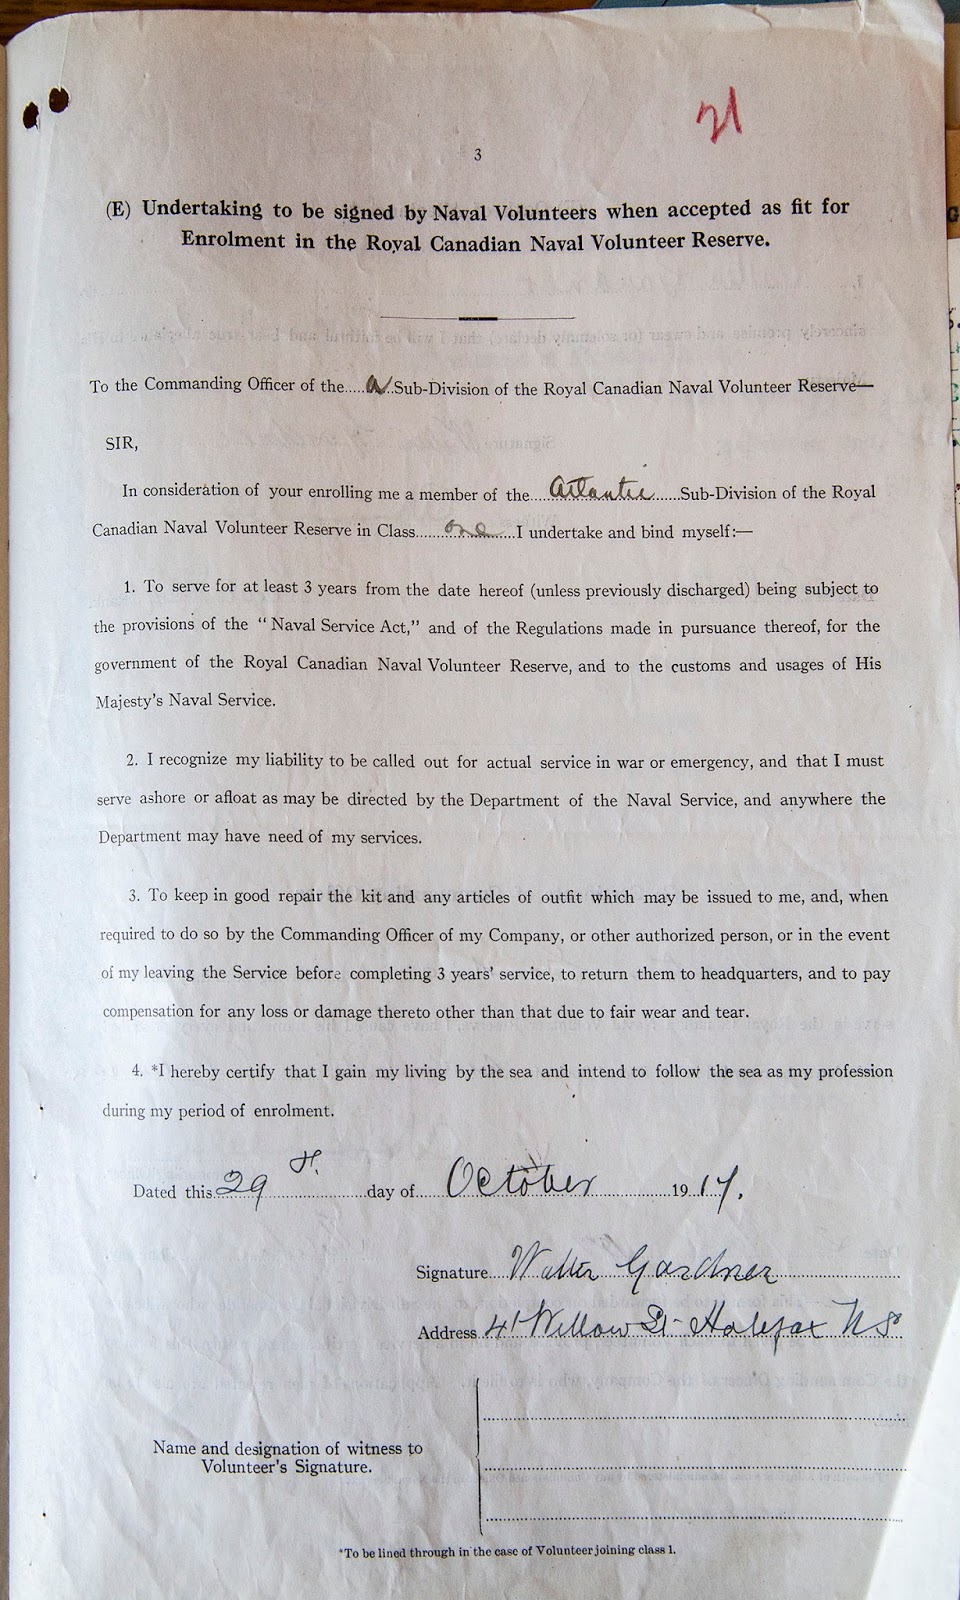 21
3
(E) Undertaking to be signed by Naval Volunteers when accepted as fit for
Enrolment in the Royal Canadian Naval Volunteer Reserve.
To the Commanding Officer of the.....A...Sub-Division of the Royal Canadian Naval Volunteer Reserve—
SIR,
In consideration of your enrolling me a member of the....Atlantic......Sub-Division of the Royal
Canadian Naval Volunteer Reserve in Class.......one.......I undertake and bind myself:—
1. To serve for at least 3 years from the date hereof (unless previously discharged) being subject to
the provisions of the "Naval Service Act," and of the Regulations made in pursuance thereof, for the
government of the Royal Canadian Naval Volunteer Reserve, and to the customs and usages of His
Majesty's Naval Service.
2. I recognize my liability to be called out for actual service in war or emergency, and that I must
serve ashore or afloat as may be directed by the Department of the Naval Service, and anywhere the
Department may have need of my services.
3. To keep in good repair the kit and any articles of outfit which may be issued to me, and, when
required to do so by the Commanding Officer of my Company, or other authorized person, or in the event
of my leaving the Service before completing 3 years' service, to return them to headquarters, and to pay
compensation for any loss or damage thereto other than that due to fair wear and tear.
4. *I hereby certify that I gain my living by the sea and intend to follow the sea as my profession
during my period of enrolment.
Dated this 29 th day of October 1917.
Signature Walter Gardner
Address 41 Willow St Halifax NS
Name and designation of witness to
Volunteer's Signature.
*To be lined through in the case of Volunteer joining class 1.